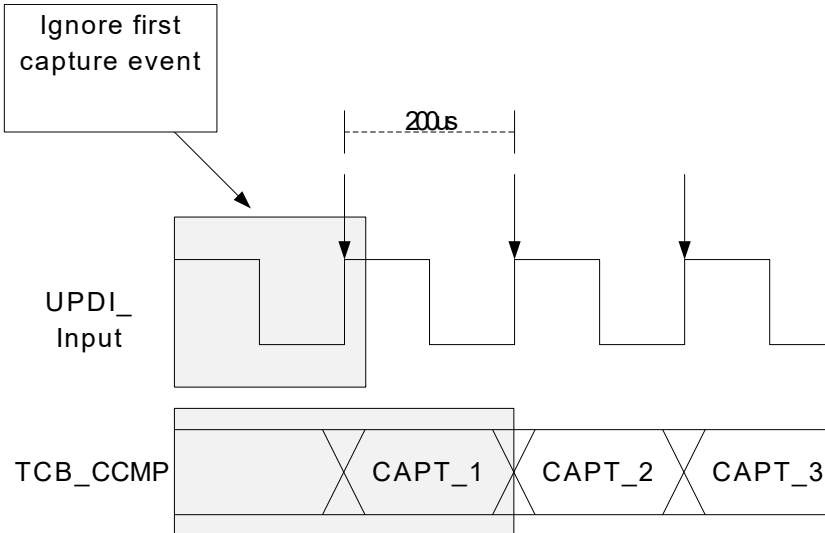 Ignore first
capture event
200us
UPDI_
Input
TCB_CCMP
CAPT_1
CAPT_2
CAPT_3